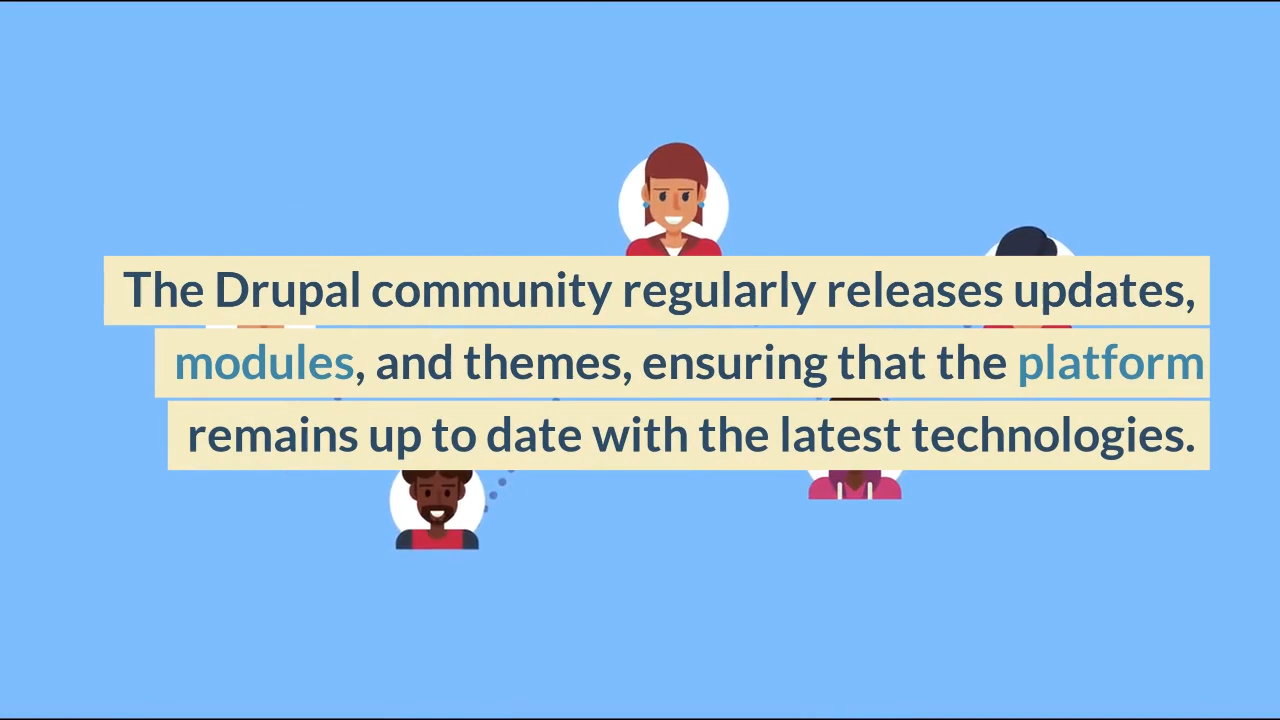 The Drupal community regularly releases updates,
modules, and themes, ensuring that the platform
remains up to date with the latest technologies.